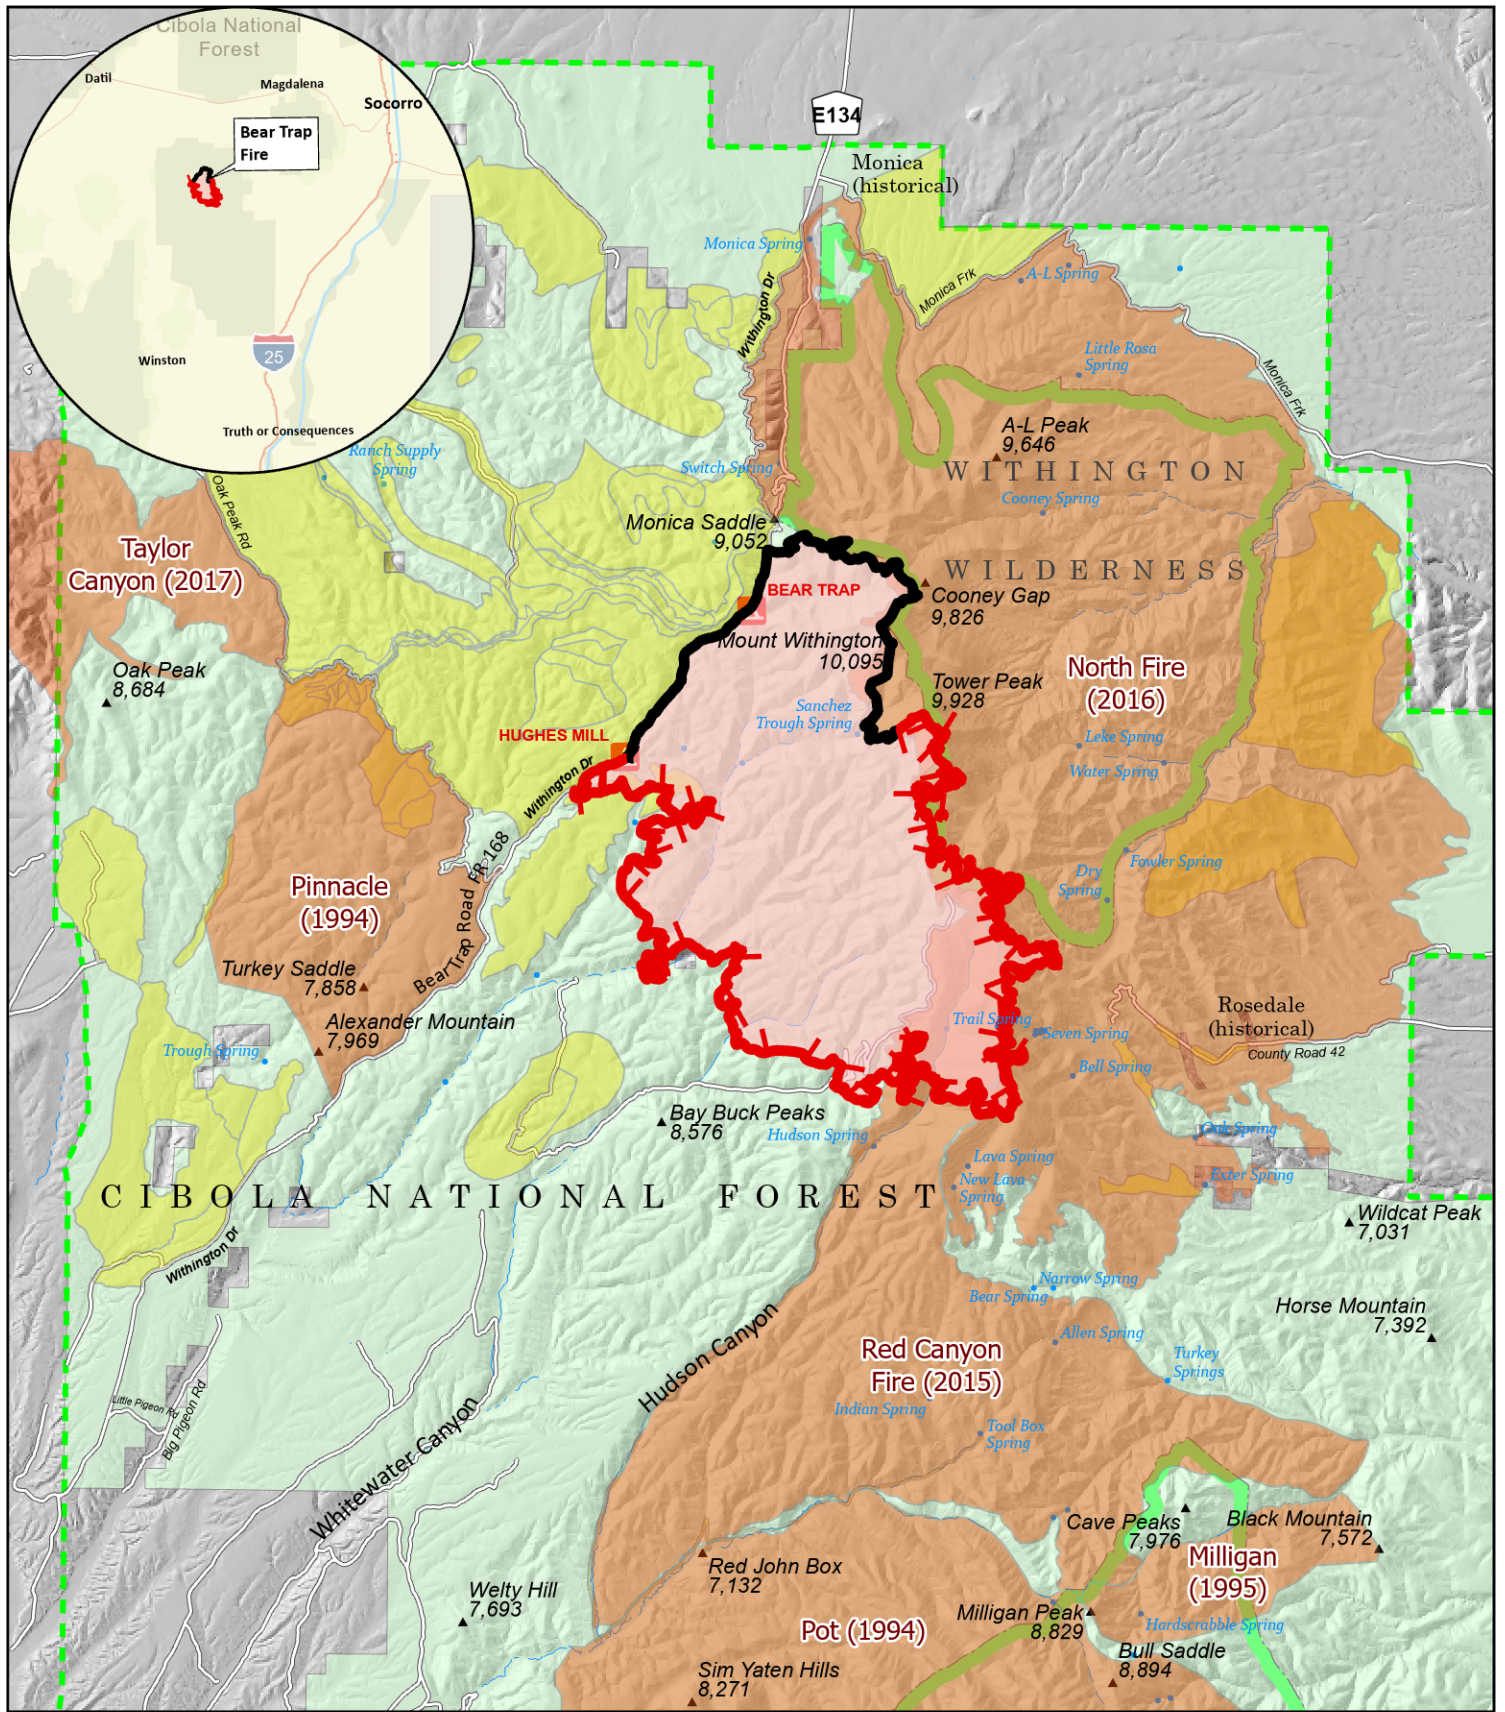 Cibola National
Forest
Datil
Magdalena
Socorro
Bear Trap
Fire
Winston
25
Truth or Consequences
E134
Monica
(historical)
Monica Spring
A-L Spring
Monica Frk
Withington Dr
Little Rosa
Spring
Monica Frk
A-L Peak
9,646
WITHINGTON
Ranch Supply
Spring
Switch Spring
Cooney Spring
Oak Peak Rd
Monica Saddle
9,052
Taylor
Canyon (2017)
WILDERNESS
BEAR TRAP
Cooney Gap
9,826
Mount Withington
10,095
Oak Peak
8,684
North Fire
(2016)
Tower Peak
9,928
Sanchez
Trough Spring
HUGHES MILL
Leke Spring
Water Spring
Withington Dr
Pinnacle
(1994)
BearTrap Road FR 168
Dry
Spring
Fowler Spring
Turkey Saddle
7,858
Alexander Mountain
7,969
Trough Spring
Trail Spring
Seven Spring
Rosedale
(historical)
County Road 42
Bell Spring
Bay Buck Peaks
8,576
Hudson Spring
Oak Spring
Lava Spring
New Lava
Spring
Exter Spring
CIBOLA NATIONAL FOREST
Wildcat Peak
7,031
Withington Dr
Narrow Spring
Bear Spring
Horse Mountain
7,392
Allen Spring
Red Canyon
Fire (2015)
Turkey
Springs
Hudson Canyon
Little Pigeon Rd
Big Pigeon Rd
Indian Spring
Tool Box
Spring
Whitewater Canyon
Cave Peaks
7,976
Black Mountain
7,572
Milligan
(1995)
Red John Box
7,132
Welty Hill
7,693
Milligan Peak
8,829
Hardscrabble Spring
Pot (1994)
Bull Saddle
8,894
Sim Yaten Hills
8,271